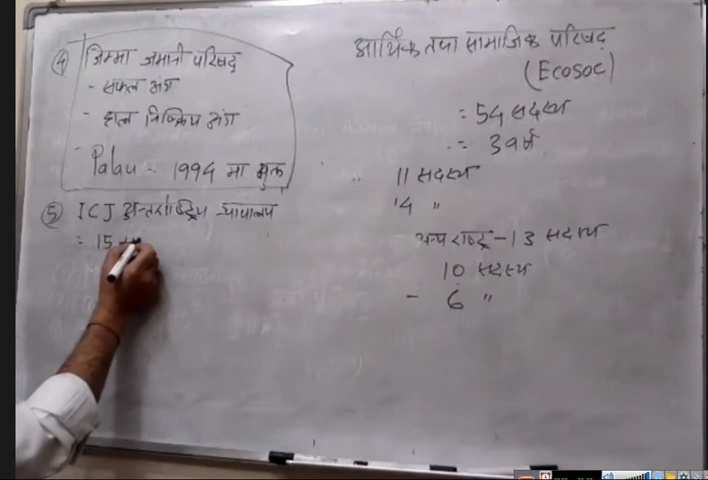 ④ जिम्मा जमानी परिषद्
- सफल अंग
- हाल निष्क्रिय अंग
- Palau - 1994 मा मुक्त
⑤ ICJ अन्तर्राष्ट्रिय न्यायालय
= 15
आर्थिक तथा सामाजिक परिषद्
(Ecosoc)
= 54 सदस्य
= 3 वर्ष
11 सदस्य
14 "
राष्ट्र - 13 सदस्य
10 सदस्य
- 6 "